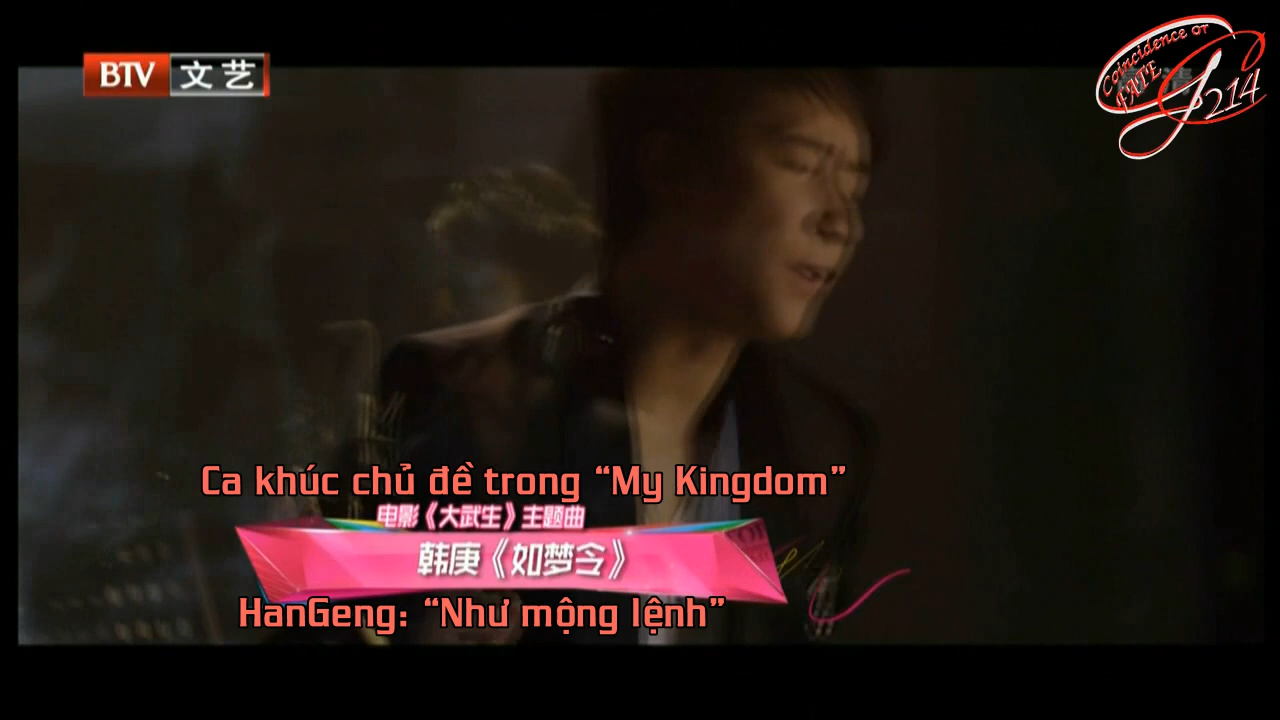 BTV 文艺
Coincidence or
FATE
214
Ca khúc chủ đề trong “My Kingdom”
电影《大武生》主题曲
韩庚《如梦令》
HanGeng: “Như mộng lệnh”